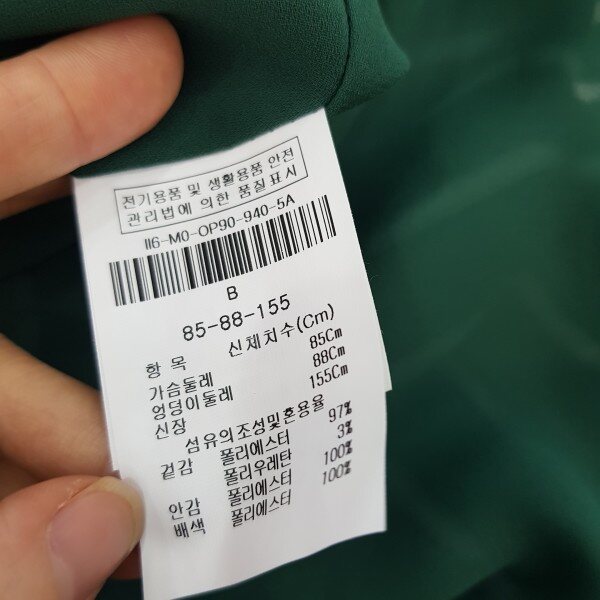 전기용품 및 생활용품 안전
관리법에 의한 품질표시
II6-M0-OP90-940-5A
B
85-88-155
항 목 신체치수(Cm)
가슴둘레 85Cm
엉덩이둘레 88Cm
신장 155Cm
섬유의조성및혼용율
겉감 폴리에스터 97%
폴리우레탄 3%
안감 폴리에스터 100%
배색 폴리에스터 100%